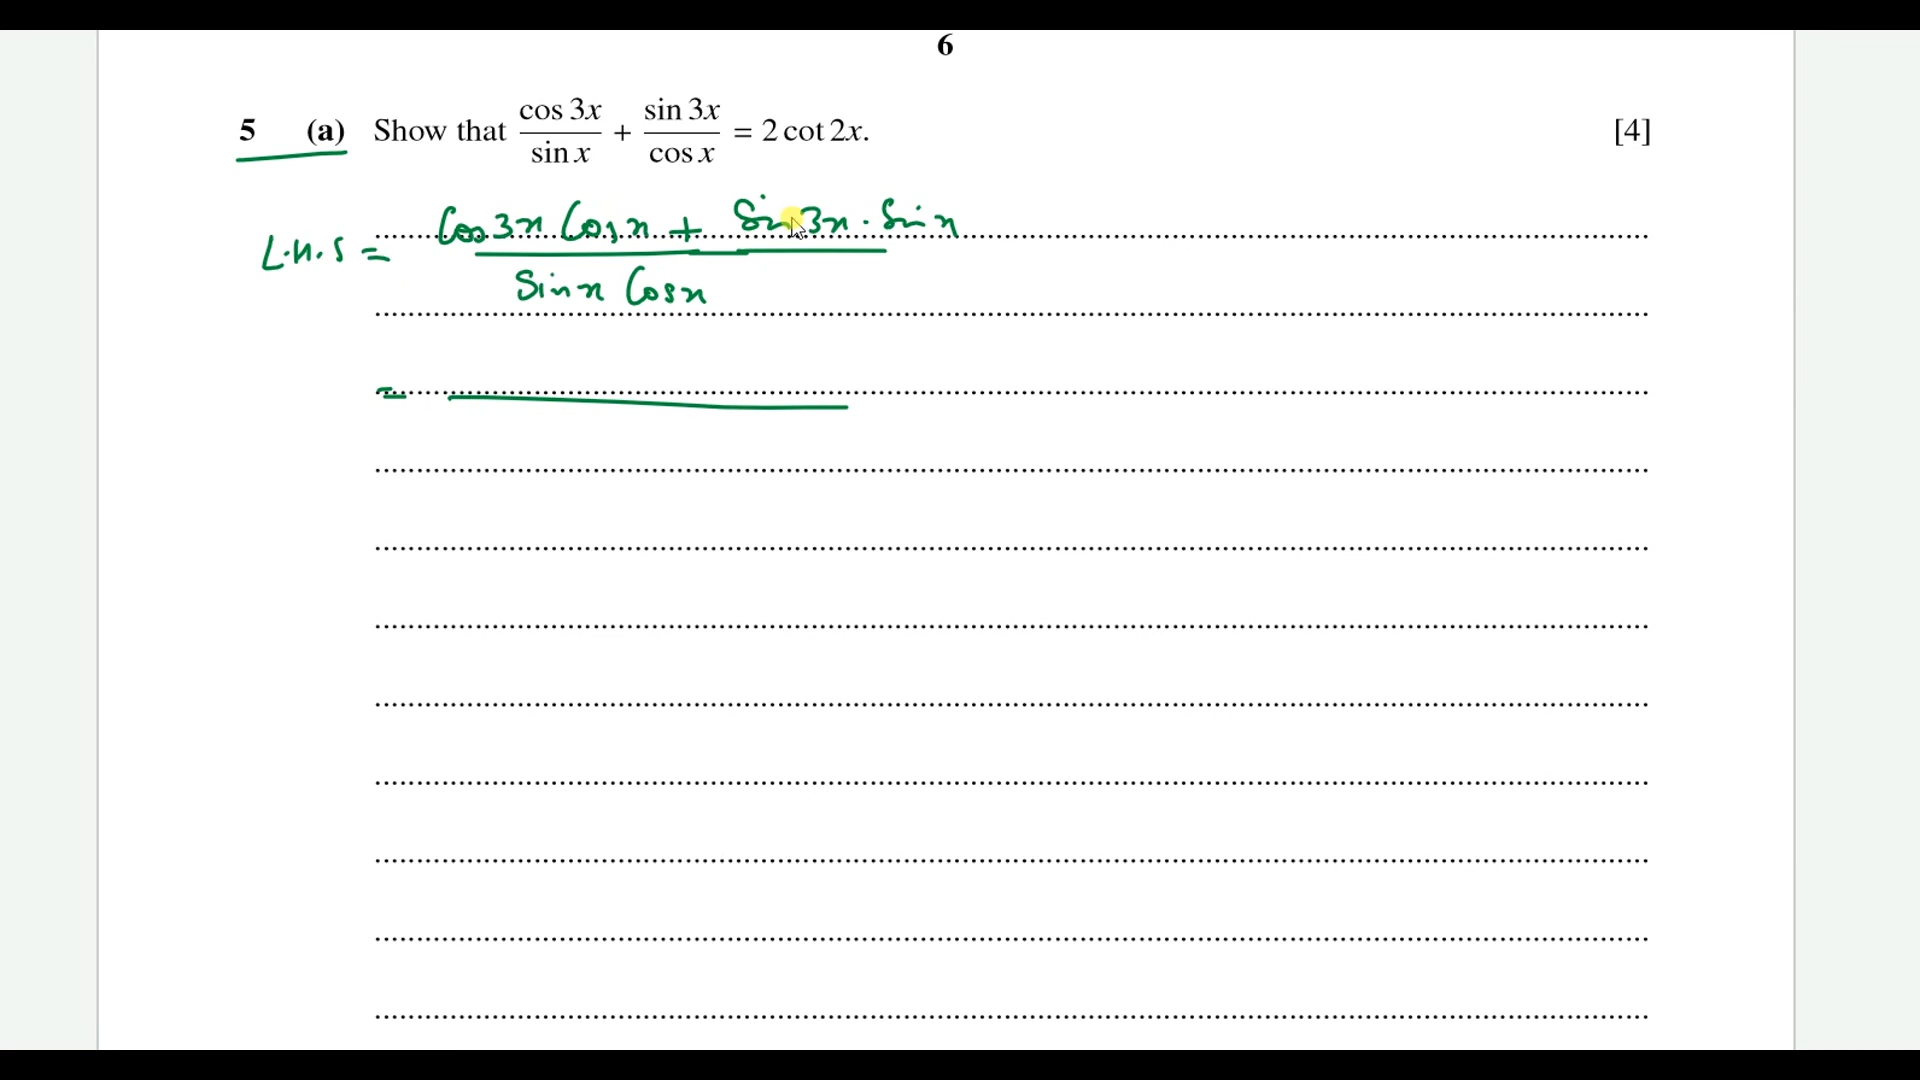 6
5 (a) Show that cos 3x / sin x + sin 3x / cos x = 2 cot 2x. [4]
L.H.S = Cos3x Cosx + Sin3x . Sinx
Sinx Cosx
=